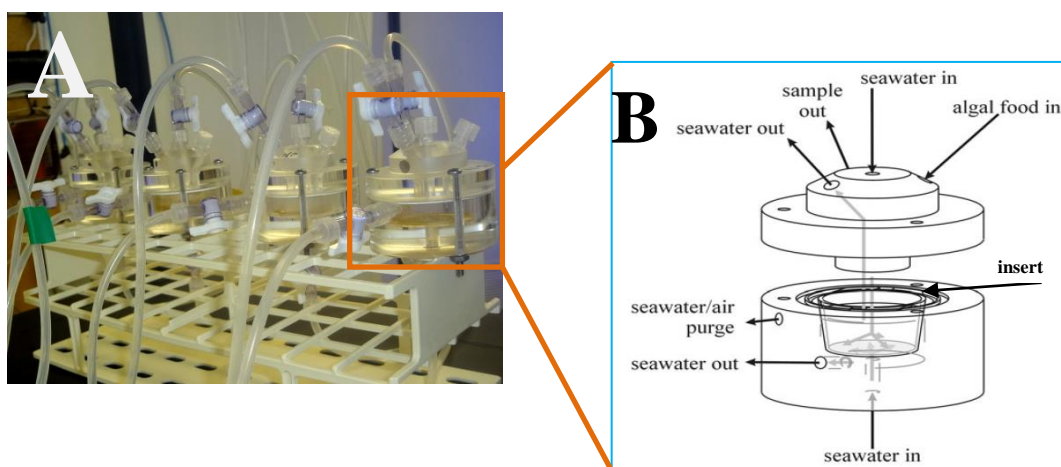 A
B
seawater in
sample
out
algal food in
seawater out
insert
seawater/air
purge
seawater out
seawater in